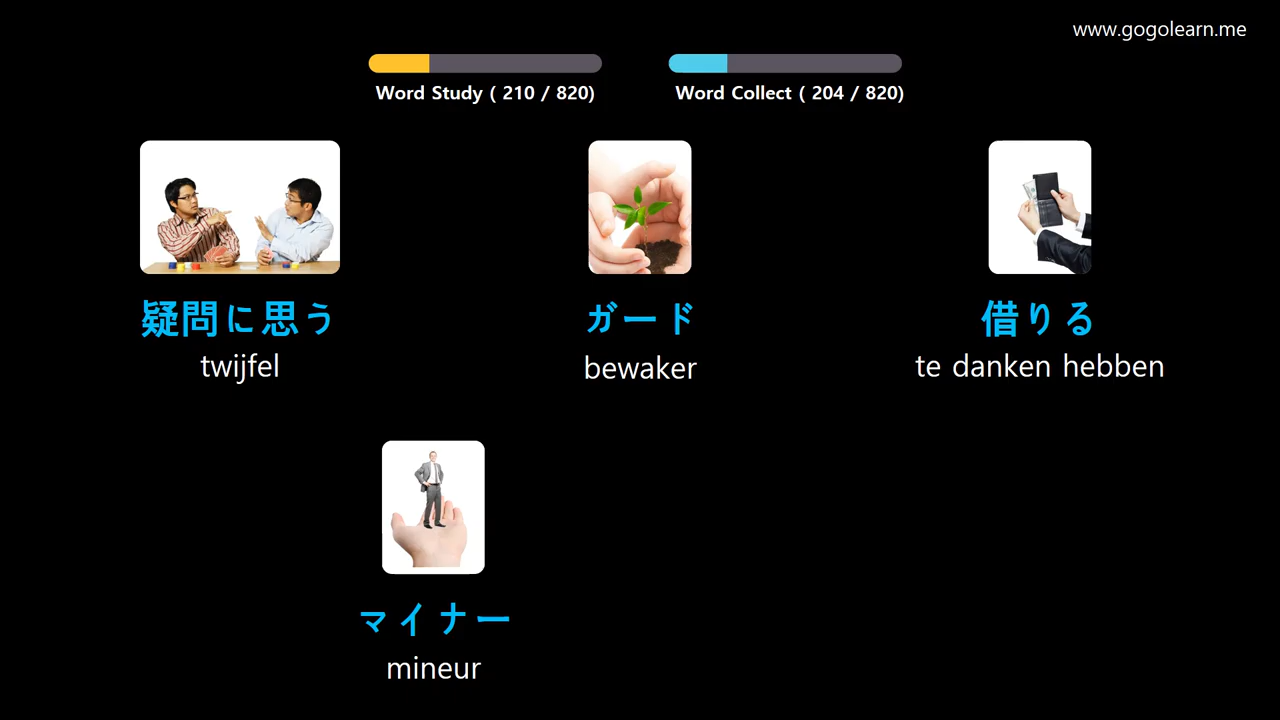 www.gogolearn.me
Word Study ( 210 / 820)
Word Collect ( 204 / 820)
疑問に思う
twijfel
ガード
bewaker
借りる
te danken hebben
マイナー
mineur